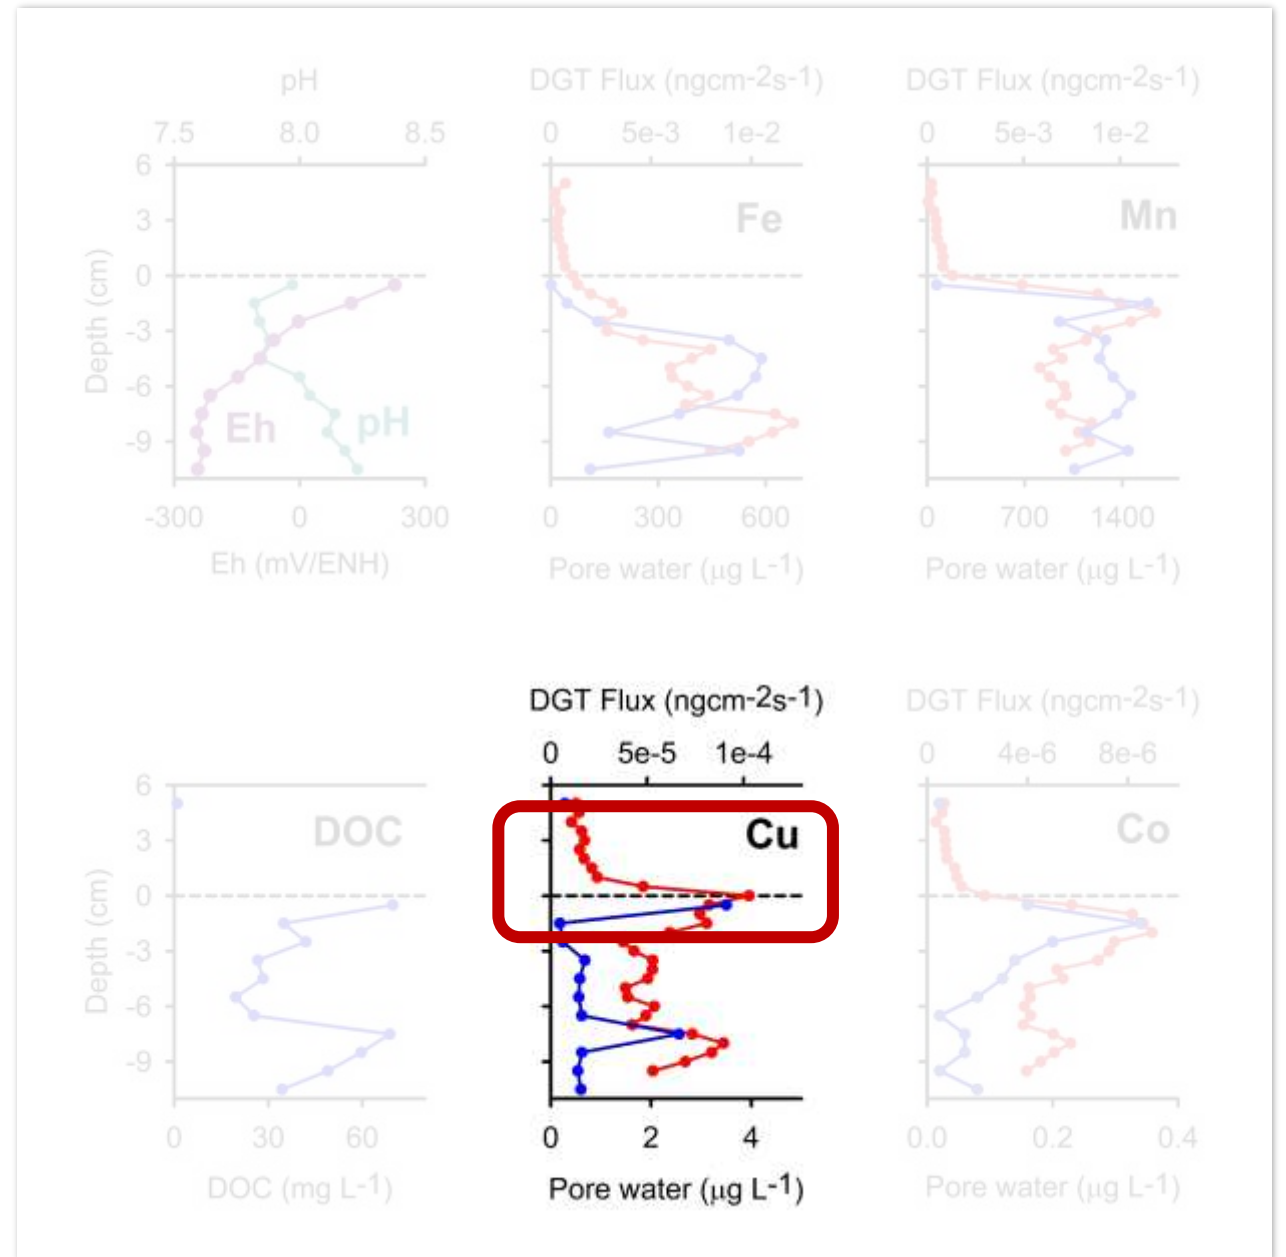 pH
7.5 8.0 8.5
6
3
0
-3
-6
-9
Depth (cm)
Eh
pH
-300 0 300
Eh (mV/ENH)
DGT Flux (ngcm-2s-1)
0 5e-3 1e-2
Fe
0 300 600
Pore water (µg L-1)
DGT Flux (ngcm-2s-1)
0 5e-3 1e-2
Mn
0 700 1400
Pore water (µg L-1)
6
3
0
-3
-6
-9
Depth (cm)
DOC
0 30 60
DOC (mg L-1)
DGT Flux (ngcm-2s-1)
0 5e-5 1e-4
Cu
0 2 4
Pore water (µg L-1)
DGT Flux (ngcm-2s-1)
0 4e-6 8e-6
Co
0.0 0.2 0.4
Pore water (µg L-1)